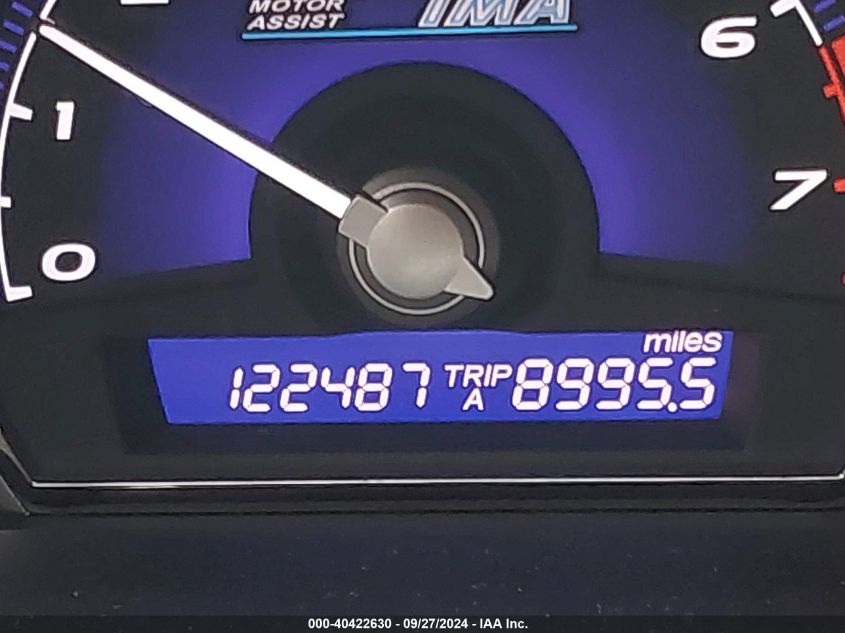 MOTOR
ASSIST
IMA
6
1
7
0
miles
122487 TRIP A 8995.5
000-40422630 - 09/27/2024 - IAA Inc.